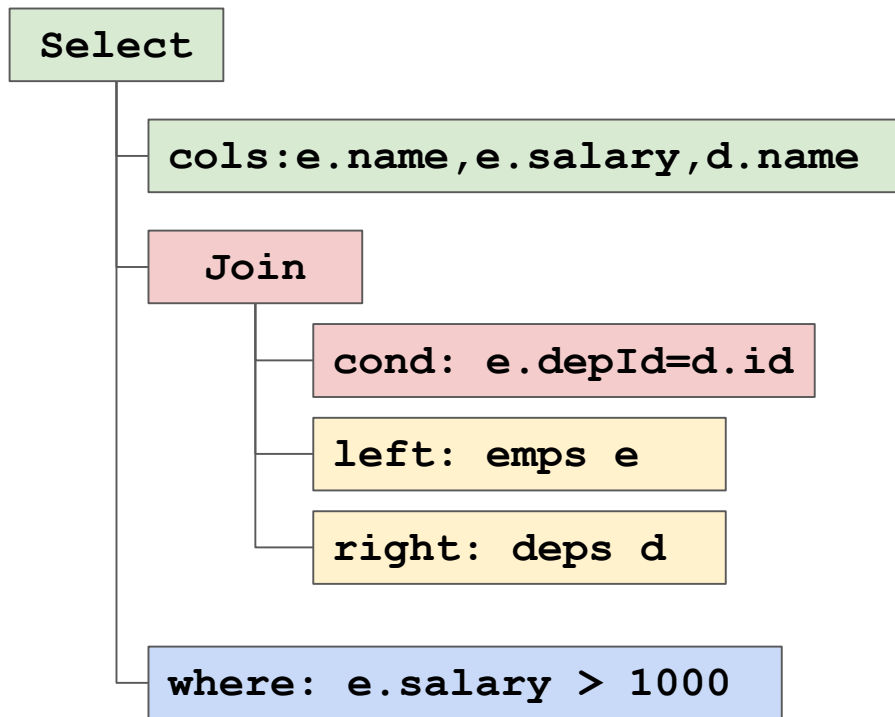 Select
cols:e.name,e.salary,d.name
Join
cond: e.depId=d.id
left: emps e
right: deps d
where: e.salary > 1000